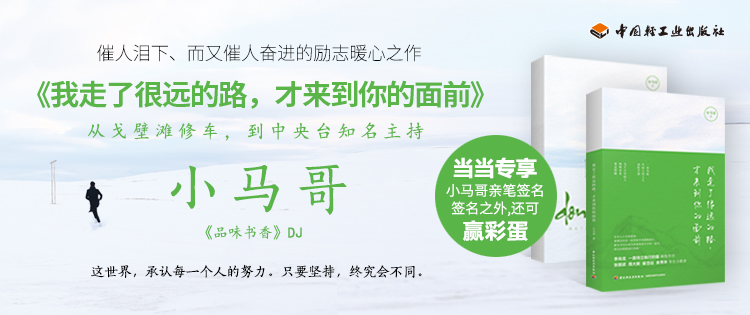 中国轻工业出版社
催人泪下、而又催人奋进的励志暖心之作
《我走了很远的路，才来到你的面前》
从戈壁滩修车，到中央台知名主持
小马哥
《品味书香》DJ
这世界，承认每一个人的努力。只要坚持，终究会不同。
当当专享
小马哥亲笔签名
签名之外,还可
赢彩蛋
我走了很远的路，
才来到你的面前